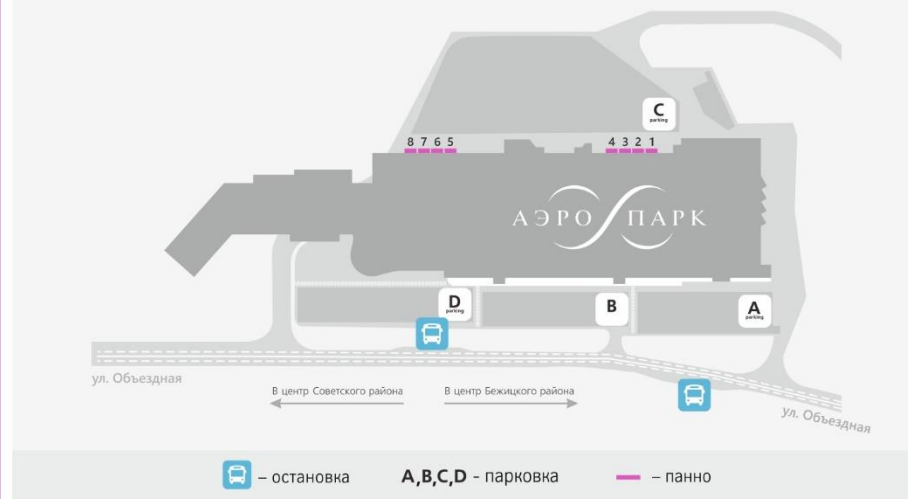 C
parking
8 7 6 5
4 3 2 1
АЭРО ПАРК
D
parking
B
A
parking
ул. Объездная
В центр Советского района
В центр Бежицкого района
ул. Объездная
– остановка
A,B,C,D - парковка
– панно